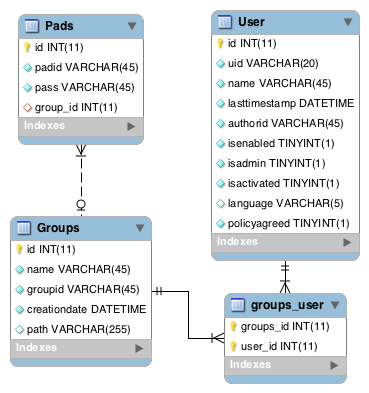 Pads
id INT(11)
padid VARCHAR(45)
pass VARCHAR(45)
group_id INT(11)
Indexes
User
id INT(11)
uid VARCHAR(20)
name VARCHAR(45)
lasttimestamp DATETIME
authorid VARCHAR(45)
isenabled TINYINT(1)
isadmin TINYINT(1)
isactivated TINYINT(1)
language VARCHAR(5)
policyagreed TINYINT(1)
Indexes
Groups
id INT(11)
name VARCHAR(45)
groupid VARCHAR(45)
creationdate DATETIME
path VARCHAR(255)
Indexes
groups_user
groups_id INT(11)
user_id INT(11)
Indexes